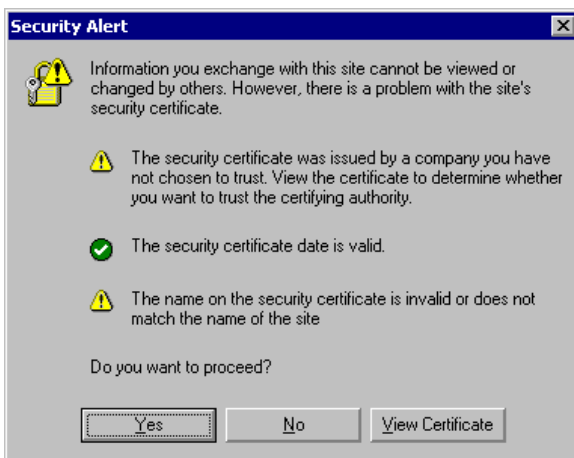 Security Alert
Information you exchange with this site cannot be viewed or
changed by others. However, there is a problem with the site's
security certificate.
The security certificate was issued by a company you have
not chosen to trust. View the certificate to determine whether
you want to trust the certifying authority.
The security certificate date is valid.
The name on the security certificate is invalid or does not
match the name of the site
Do you want to proceed?
Yes
No
View Certificate